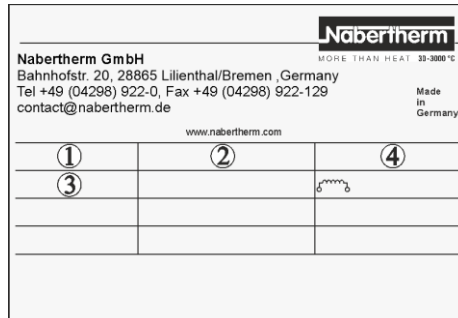 Nabertherm
MORE THAN HEAT 33-3000 °C
Nabertherm GmbH
Bahnhofstr. 20, 28865 Lilienthal/Bremen ,Germany
Tel +49 (04298) 922-0, Fax +49 (04298) 922-129
contact@nabertherm.de
Made
in
Germany
www.nabertherm.com
① ② ④
③